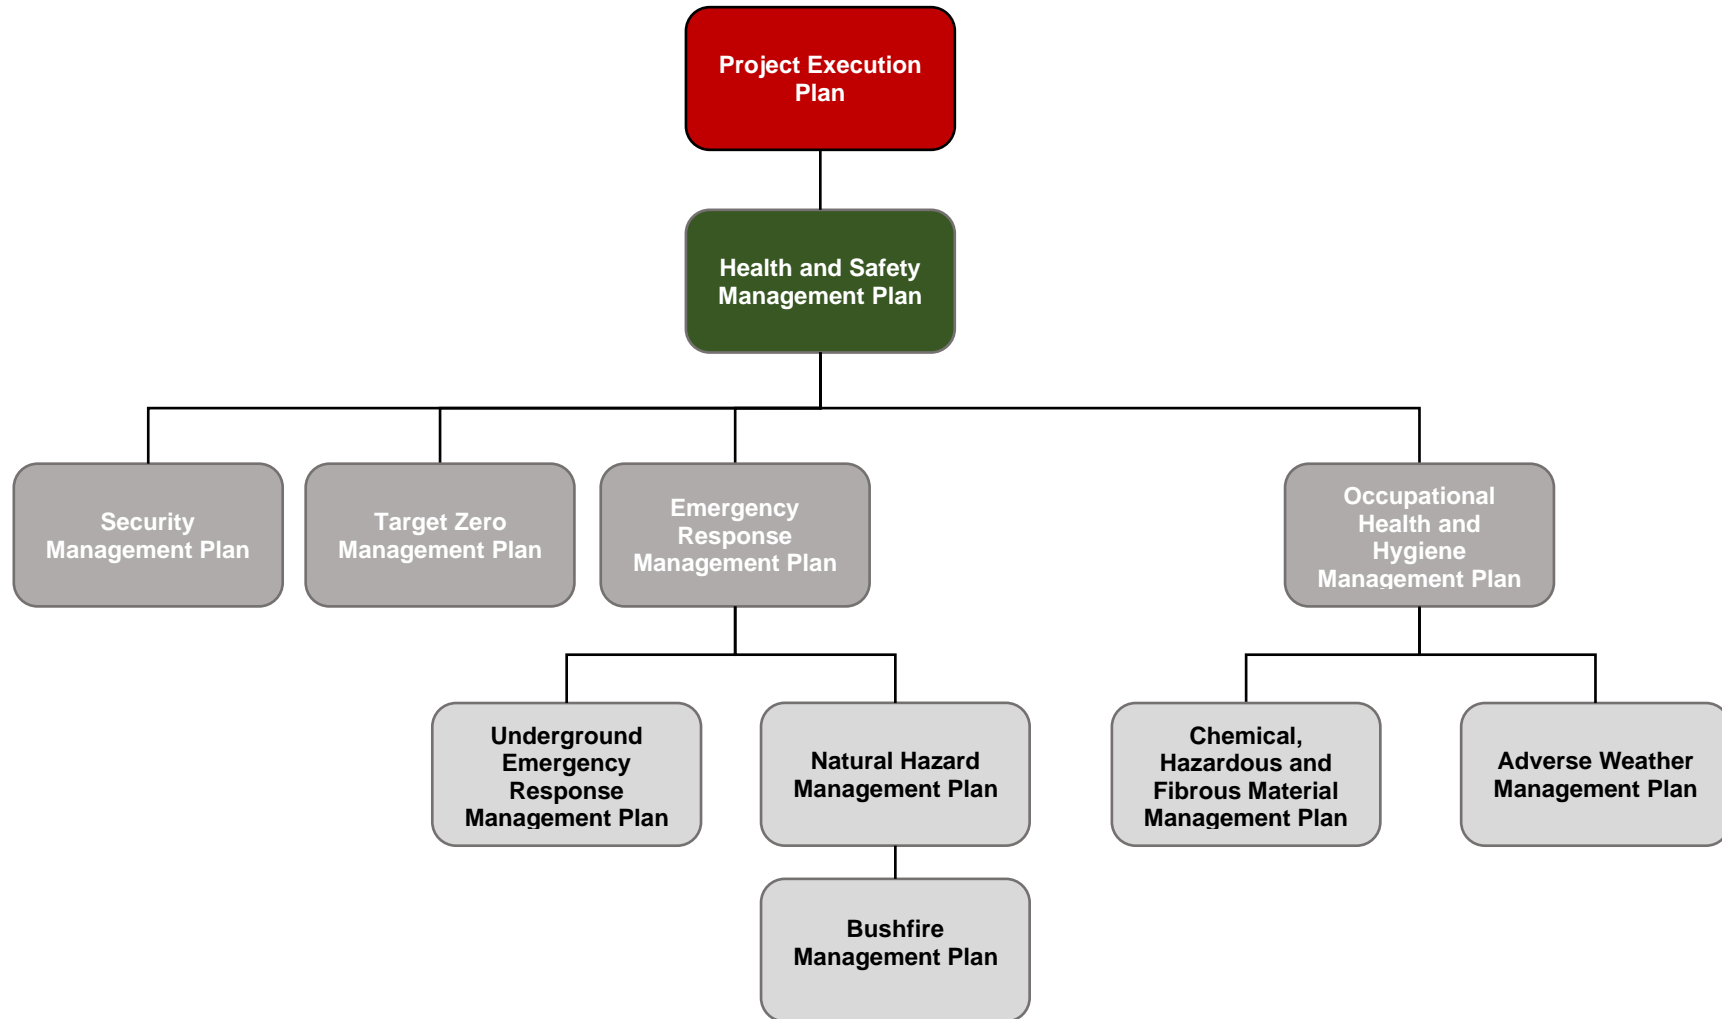 Project Execution
Plan
Health and Safety
Management Plan
Security
Management Plan
Target Zero
Management Plan
Emergency
Response
Management Plan
Occupational
Health and
Hygiene
Management Plan
Underground
Emergency
Response
Management Plan
Natural Hazard
Management Plan
Chemical,
Hazardous and
Fibrous Material
Management Plan
Adverse Weather
Management Plan
Bushfire
Management Plan